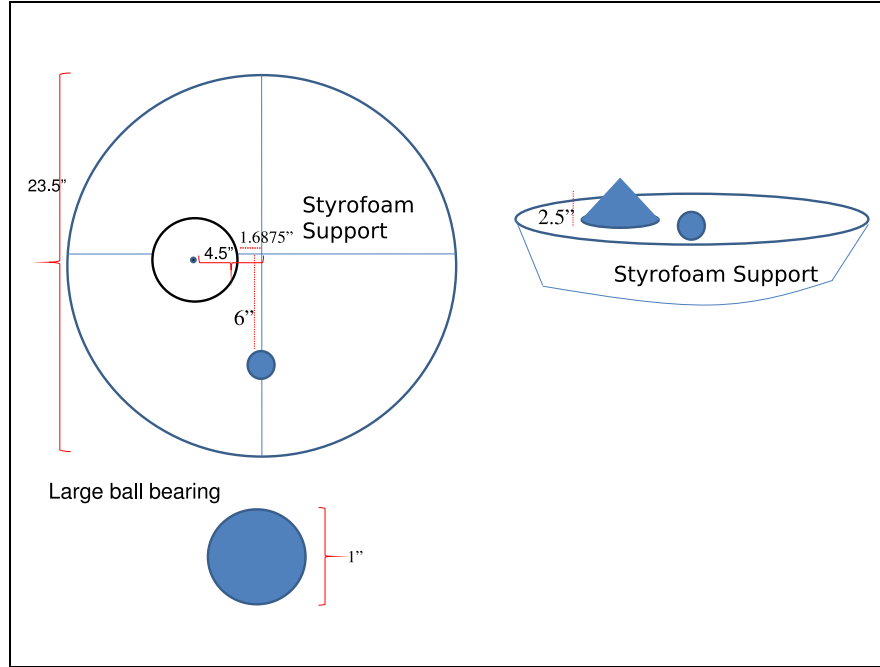 23.5”
Styrofoam
Support
1.6875”
4.5”
6”
2.5”
Styrofoam Support
Large ball bearing
1”